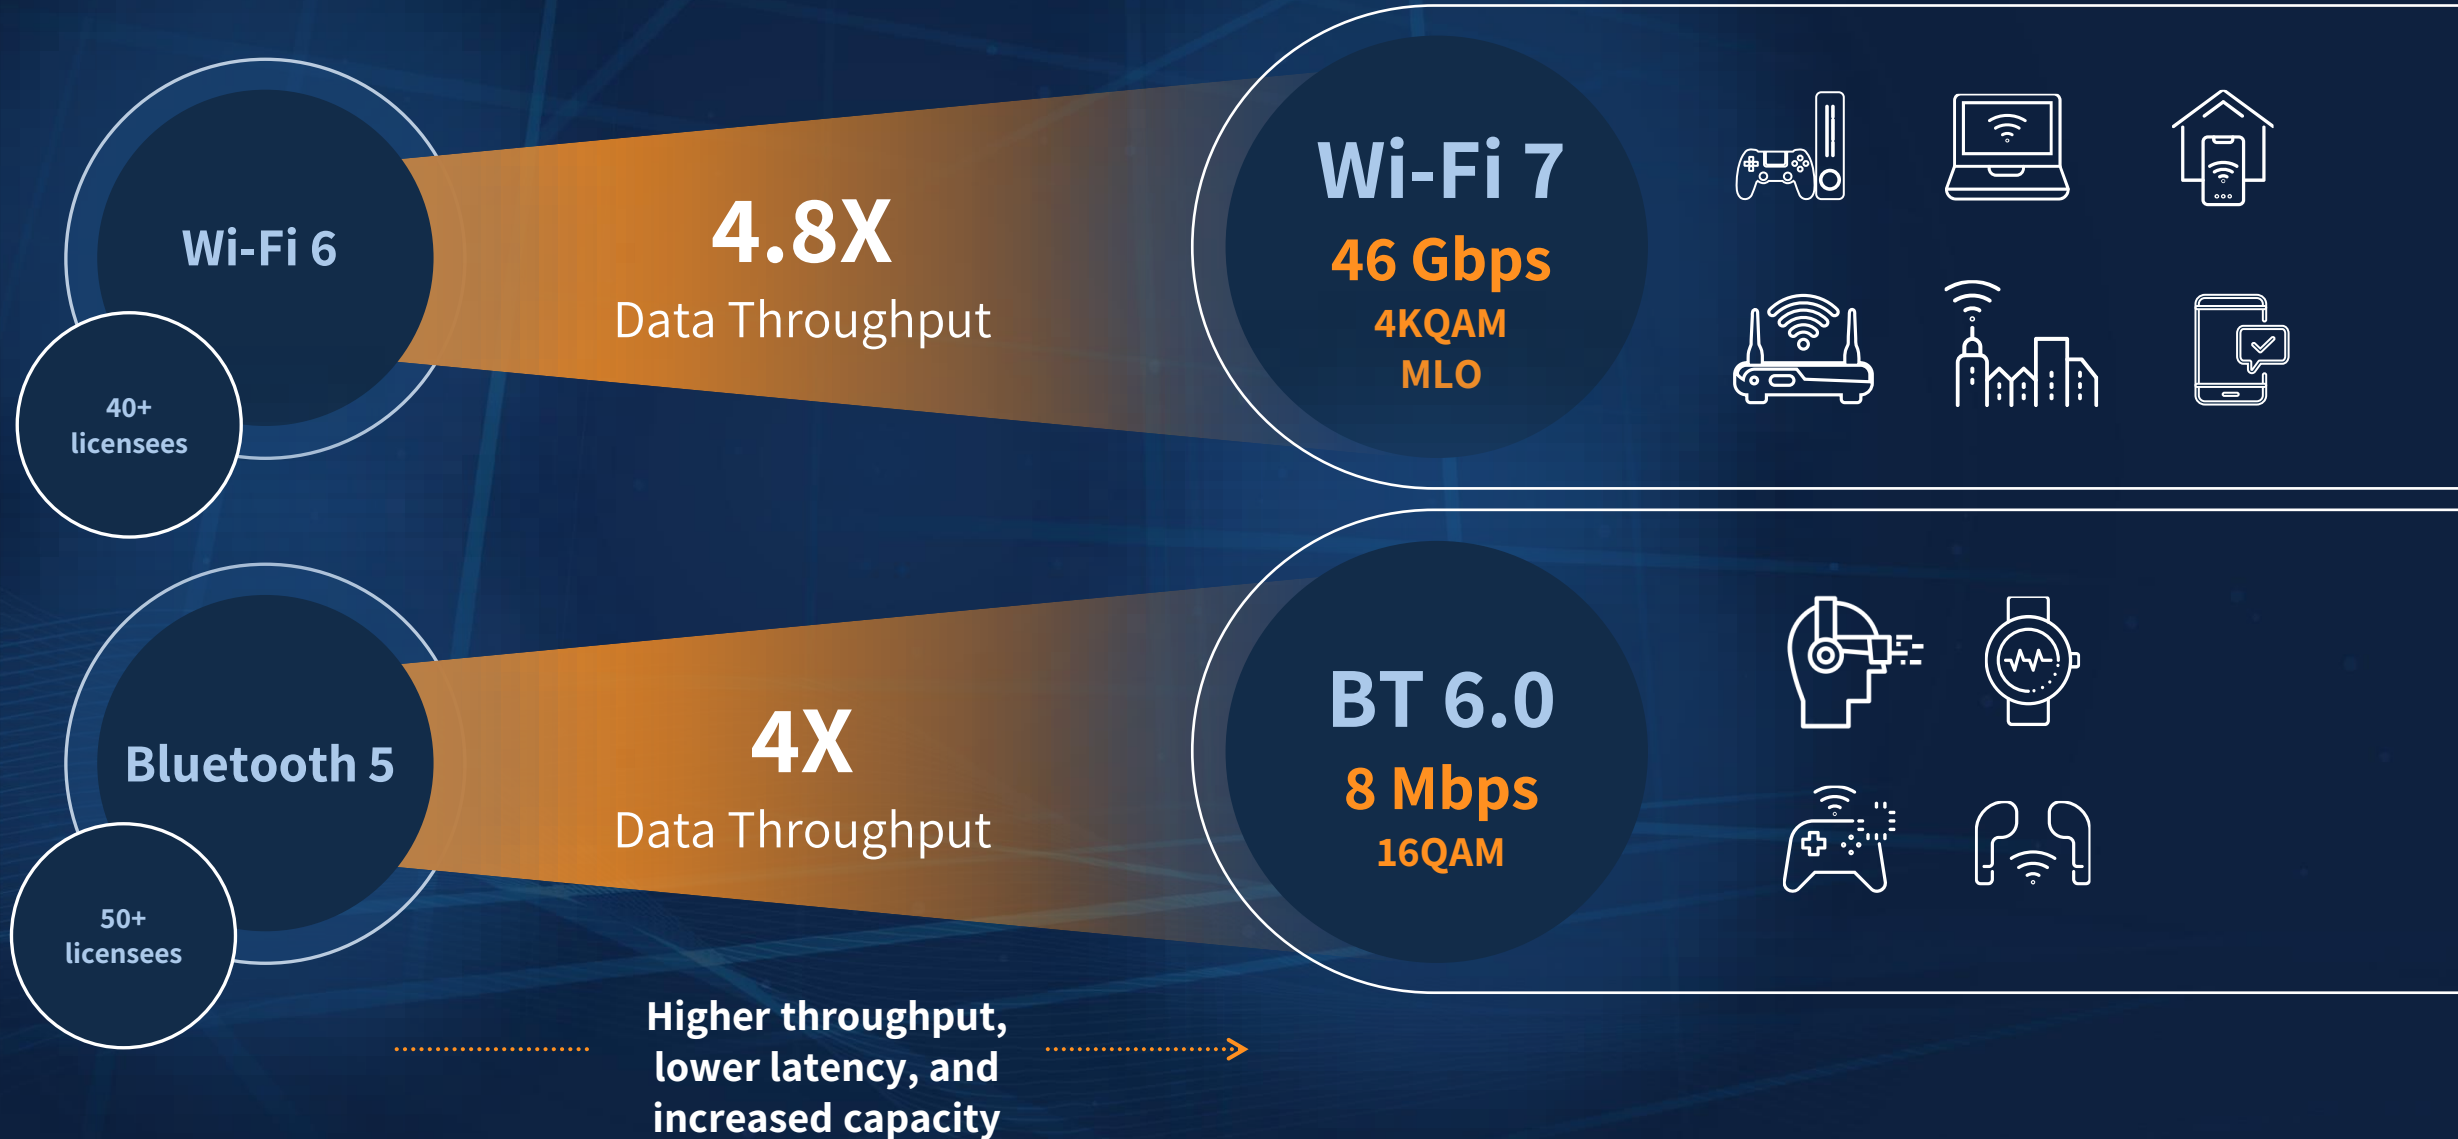 Wi-Fi 6
40+
licensees
4.8X
Data Throughput
Wi-Fi 7
46 Gbps
4KQAM
MLO
Bluetooth 5
50+
licensees
4X
Data Throughput
BT 6.0
8 Mbps
16QAM
Higher throughput,
lower latency, and
increased capacity